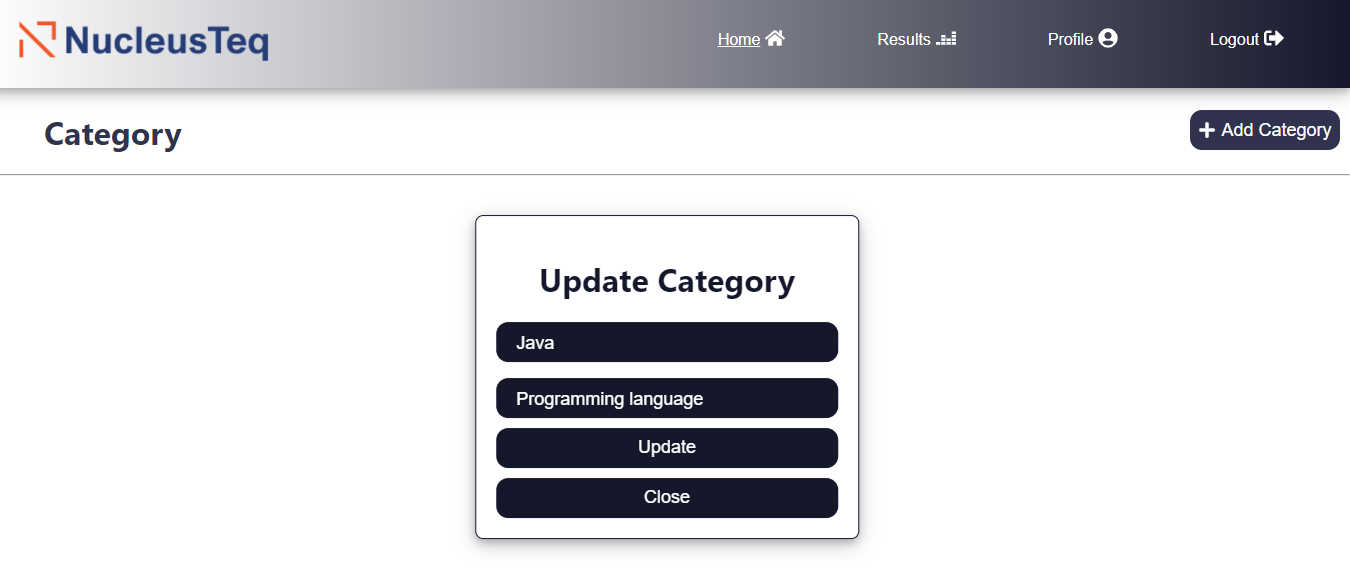 NucleusTeq
Home Results Profile Logout
Category
Add Category
Update Category
Java
Programming language
Update
Close